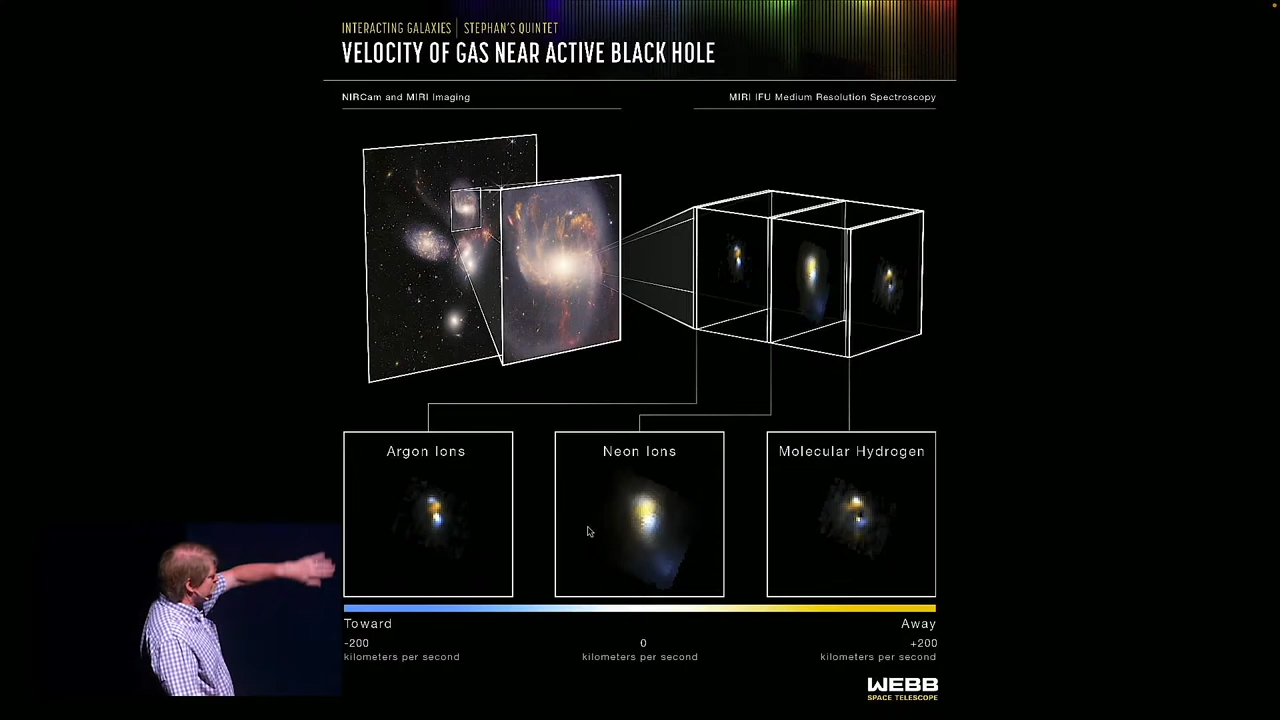 INTERACTING GALAXIES | STEPHAN'S QUINTET
VELOCITY OF GAS NEAR ACTIVE BLACK HOLE
NIRCam and MIRI Imaging
MIRI IFU Medium Resolution Spectroscopy
Argon Ions
Neon Ions
Molecular Hydrogen
Toward
Away
-200
0
+200
kilometers per second
kilometers per second
kilometers per second
WEBB
SPACE TELESCOPE